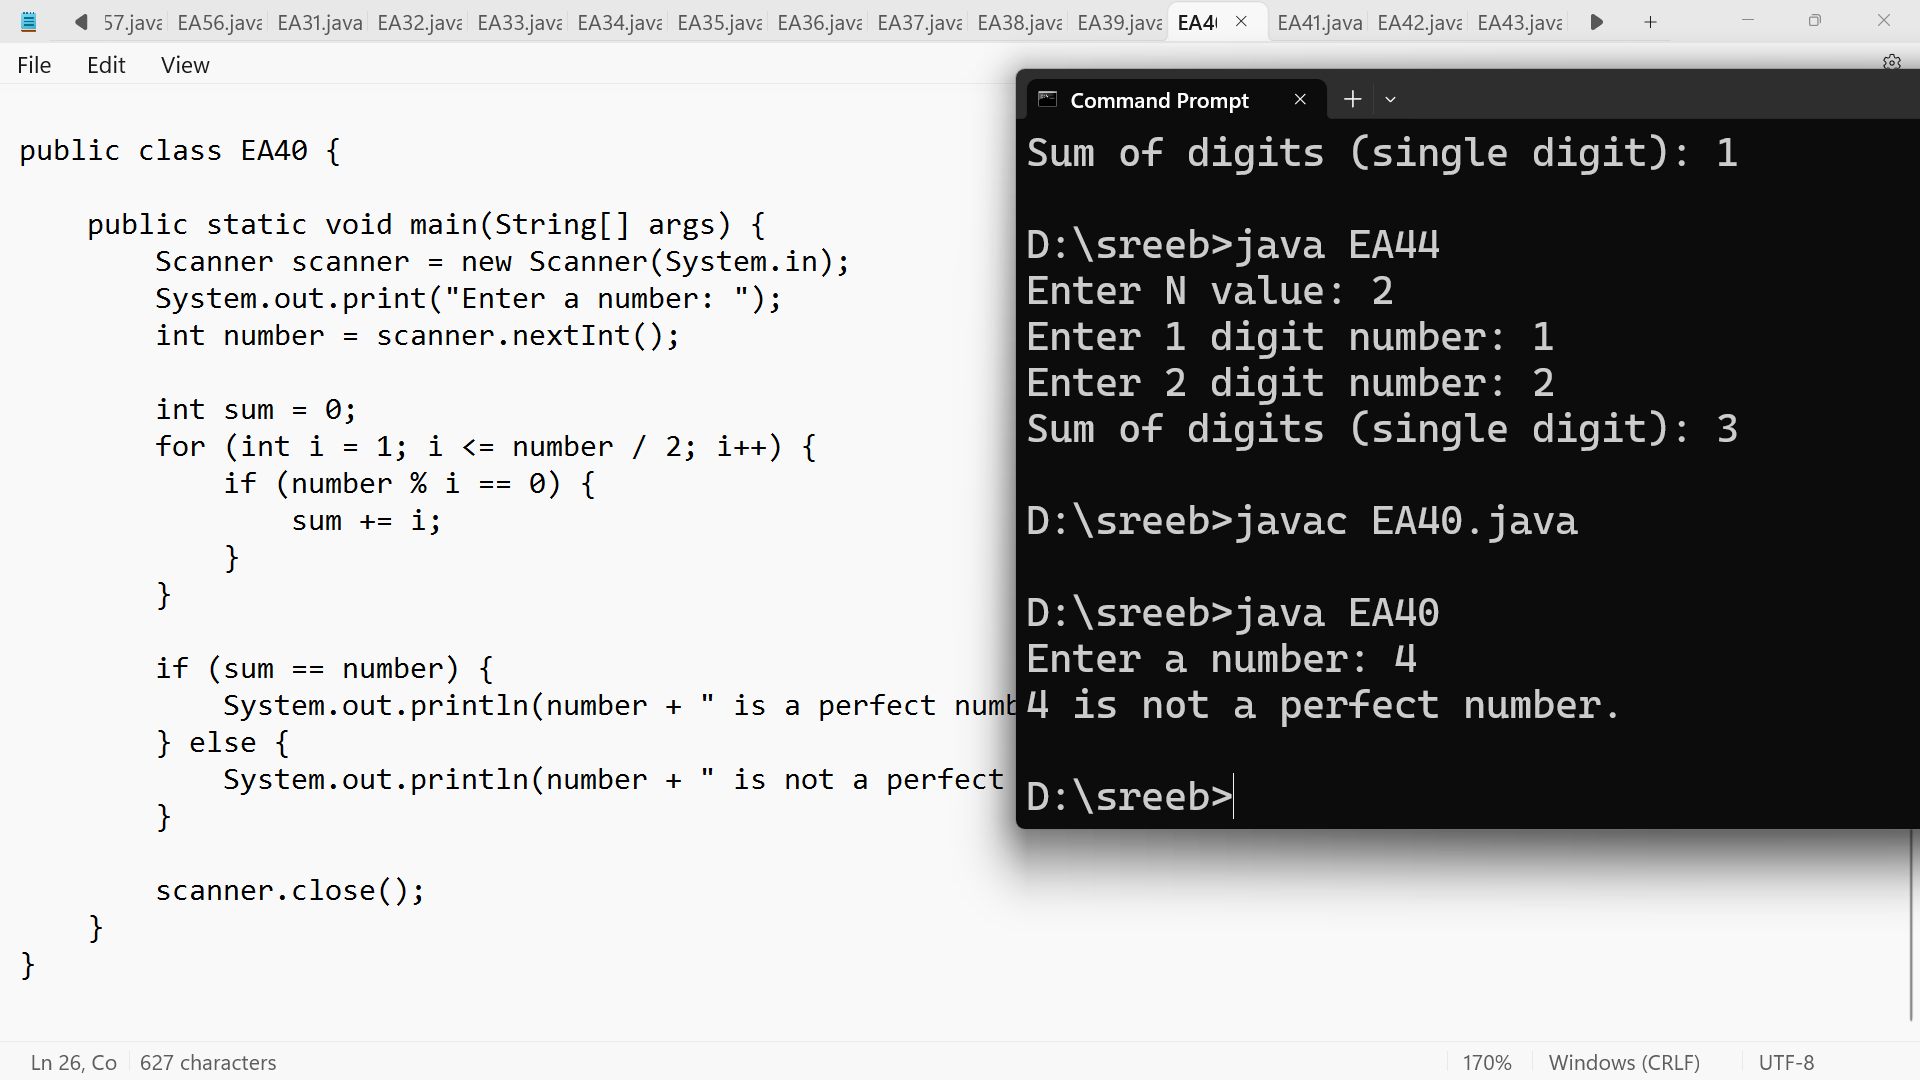 57.java EA56.java EA31.java EA32.java EA33.java EA34.java EA35.java EA36.java EA37.java EA38.java EA39.java EA40 EA41.java EA42.java EA43.java
File Edit View
public class EA40 {
public static void main(String[] args) {
Scanner scanner = new Scanner(System.in);
System.out.print("Enter a number: ");
int number = scanner.nextInt();
int sum = 0;
for (int i = 1; i <= number / 2; i++) {
if (number % i == 0) {
sum += i;
}
}
if (sum == number) {
System.out.println(number + " is a perfect numb
} else {
System.out.println(number + " is not a perfect
}
scanner.close();
}
}
Command Prompt
Sum of digits (single digit): 1
D:\sreeb>java EA44
Enter N value: 2
Enter 1 digit number: 1
Enter 2 digit number: 2
Sum of digits (single digit): 3
D:\sreeb>javac EA40.java
D:\sreeb>java EA40
Enter a number: 4
4 is not a perfect number.
D:\sreeb>
Ln 26, Co 627 characters 170% Windows (CRLF) UTF-8